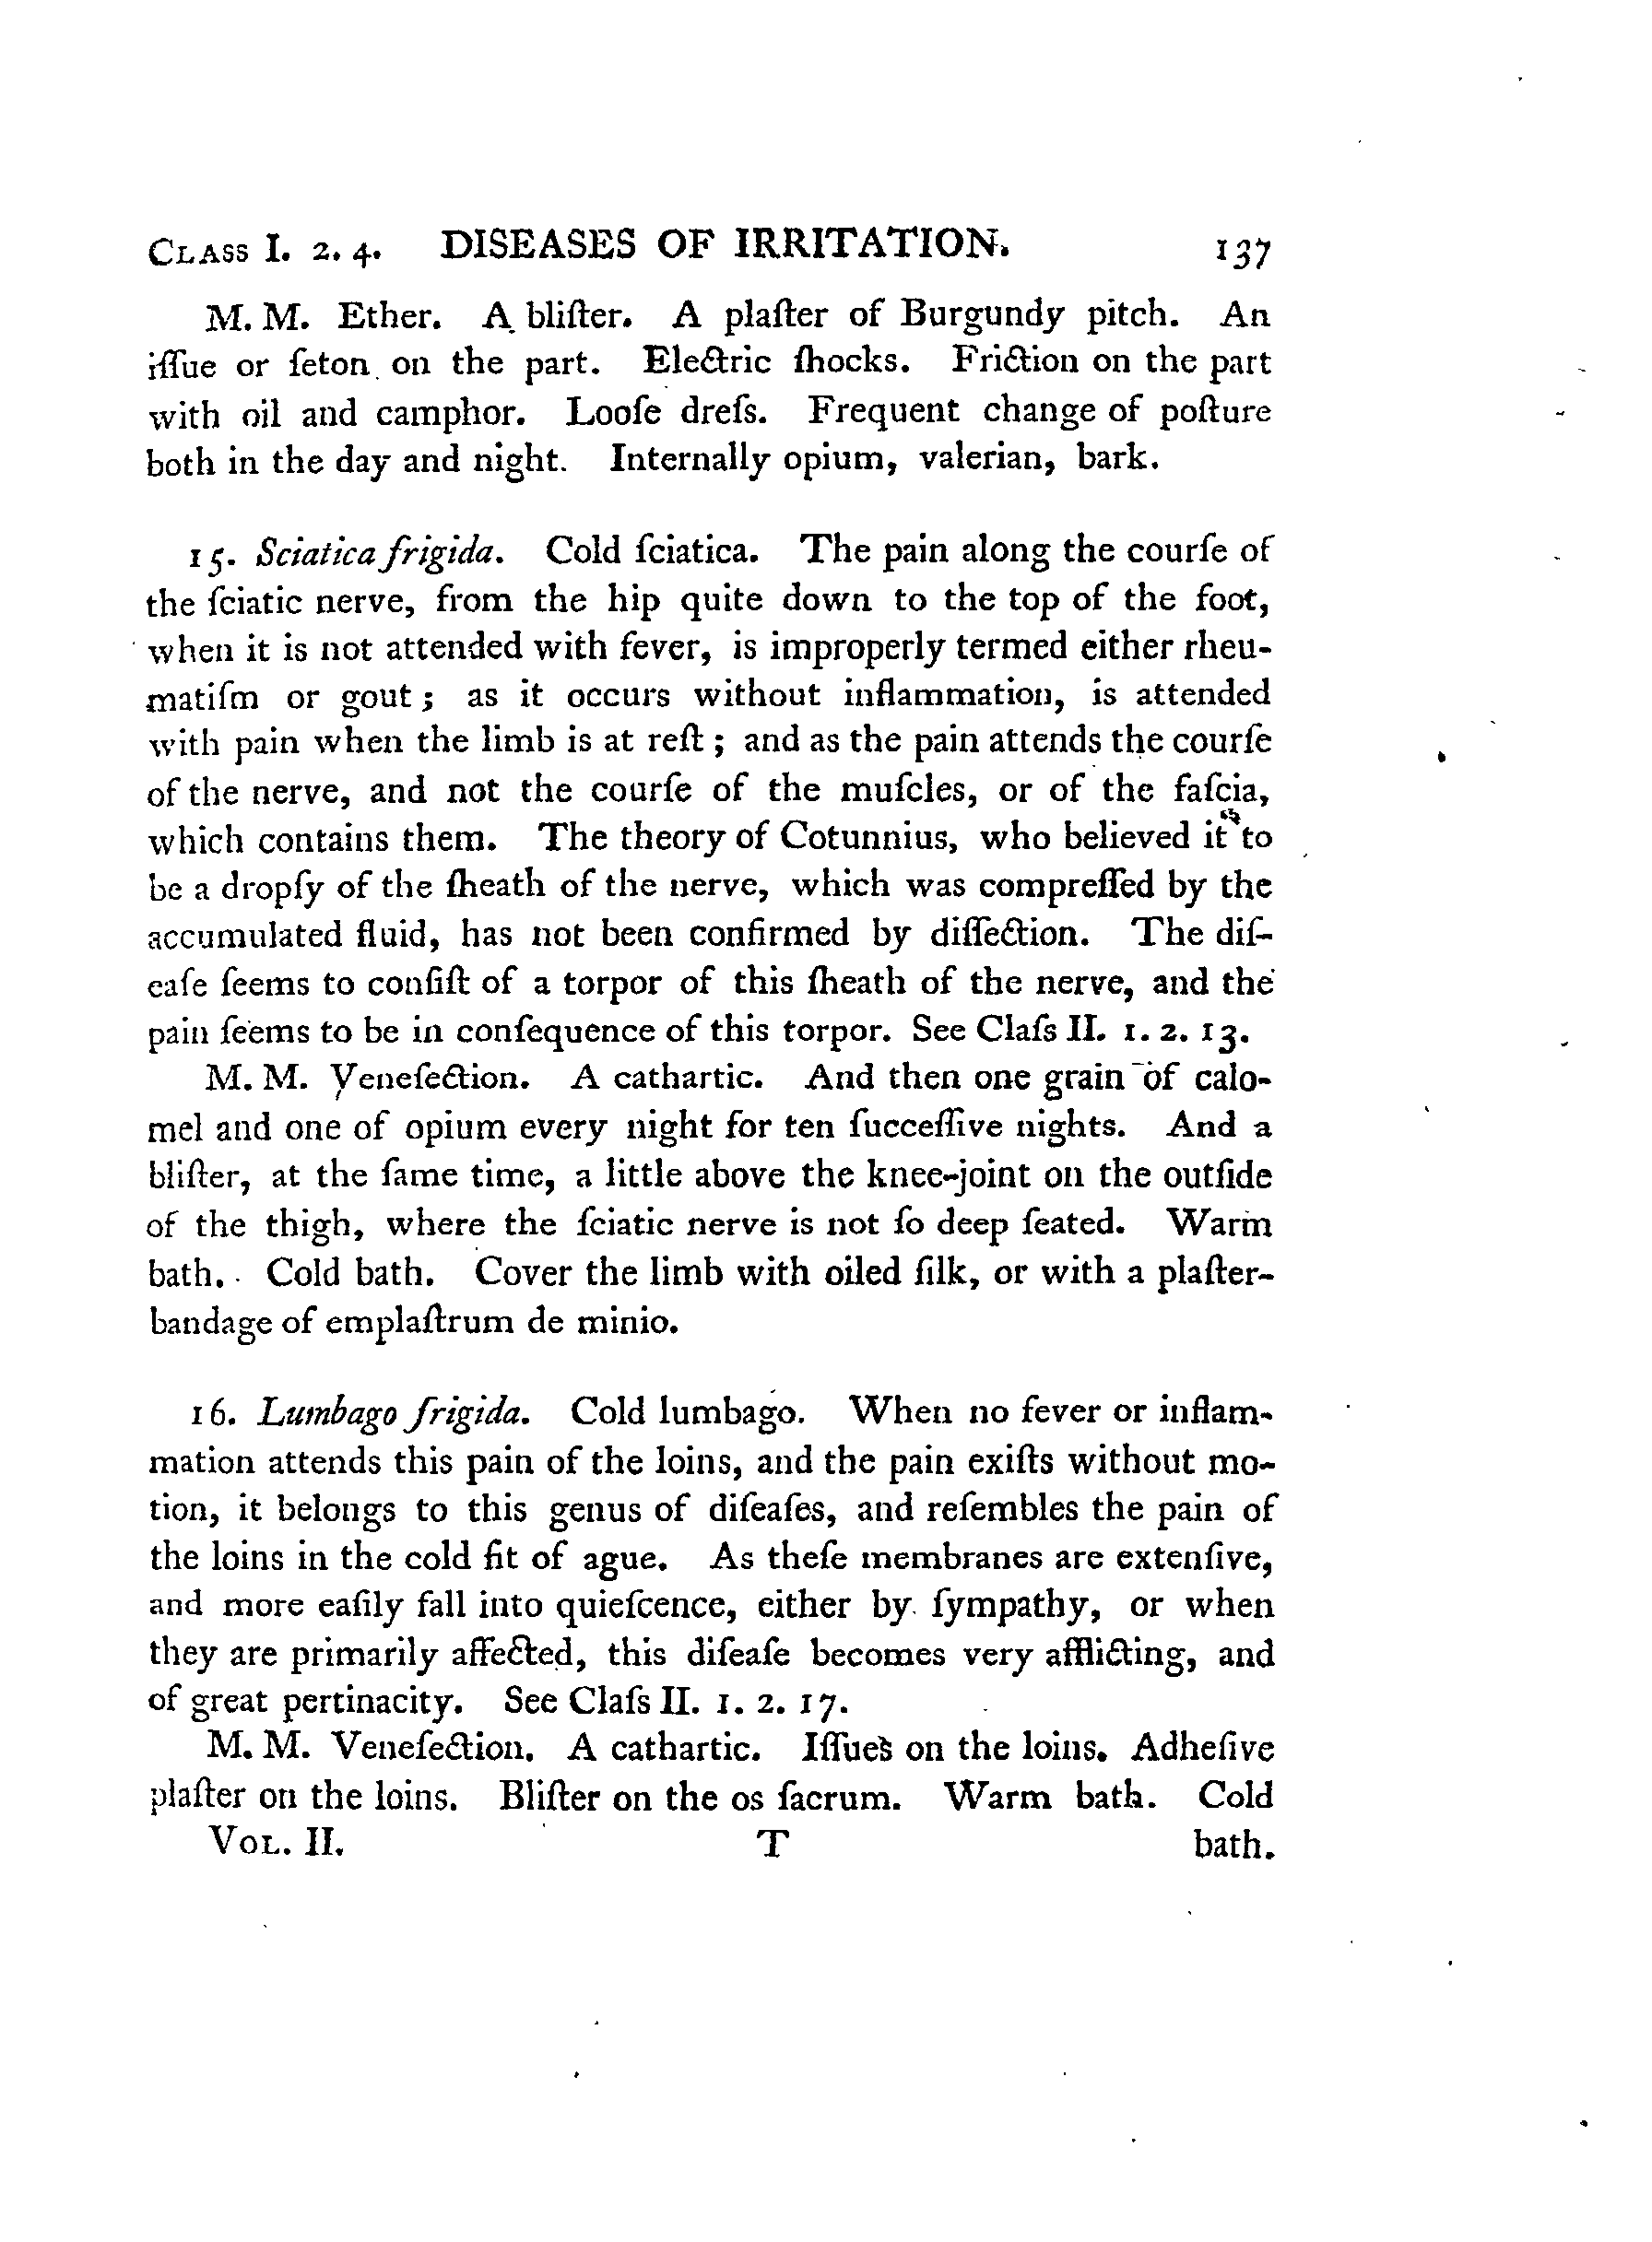 CLASS I. 2. 4. DISEASES OF IRRITATION. 137
M. M. Ether. A bliſter. A plaſter of Burgundy pitch. An
iſſue or ſeton on the part. Electric ſhocks. Friction on the part
with oil and camphor. Looſe dreſs. Frequent change of poſture
both in the day and night. Internally opium, valerian, bark.
15. Sciatica frigida. Cold ſciatica. The pain along the courſe of
the ſciatic nerve, from the hip quite down to the top of the foot,
when it is not attended with fever, is improperly termed either rheu-
matiſm or gout; as it occurs without inflammation, is attended
with pain when the limb is at reſt; and as the pain attends the courſe
of the nerve, and not the courſe of the muſcles, or of the faſcia,
which contains them. The theory of Cotunnius, who believed it to
be a dropſy of the ſheath of the nerve, which was compreſſed by the
accumulated fluid, has not been confirmed by diſſection. The diſ-
eaſe ſeems to conſiſt of a torpor of this ſheath of the nerve, and the
pain ſeems to be in conſequence of this torpor. See Claſs II. 1. 2. 13.
M. M. Veneſection. A cathartic. And then one grain of calo-
mel and one of opium every night for ten ſucceſſive nights. And a
bliſter, at the ſame time, a little above the knee-joint on the outſide
of the thigh, where the ſciatic nerve is not ſo deep ſeated. Warm
bath. Cold bath. Cover the limb with oiled ſilk, or with a plaſter-
bandage of emplaſtrum de minio.
16. Lumbago frigida. Cold lumbago. When no fever or inflam-
mation attends this pain of the loins, and the pain exiſts without mo-
tion, it belongs to this genus of diſeaſes, and reſembles the pain of
the loins in the cold fit of ague. As theſe membranes are extenſive,
and more eaſily fall into quieſcence, either by ſympathy, or when
they are primarily affected, this diſeaſe becomes very afflicting, and
of great pertinacity. See Claſs II. 1. 2. 17.
M. M. Veneſection. A cathartic. Iſſues on the loins. Adheſive
plaſter on the loins. Bliſter on the os ſacrum. Warm bath. Cold
VOL. II. T bath.